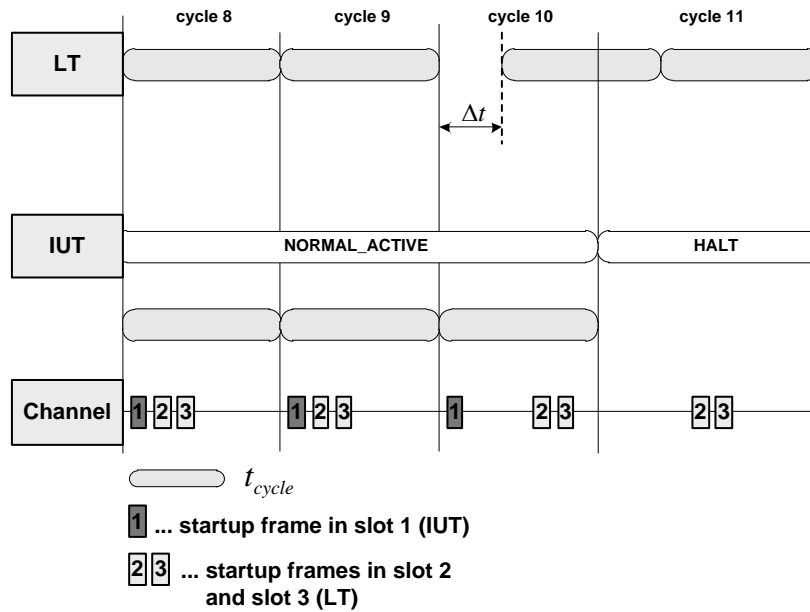 cycle 8 cycle 9 cycle 10 cycle 11
LT
Δt
IUT
NORMAL_ACTIVE HALT
Channel
1 2 3 1 2 3 1 2 3 2 3
t_cycle
1 ... startup frame in slot 1 (IUT)
2 3 ... startup frames in slot 2
and slot 3 (LT)